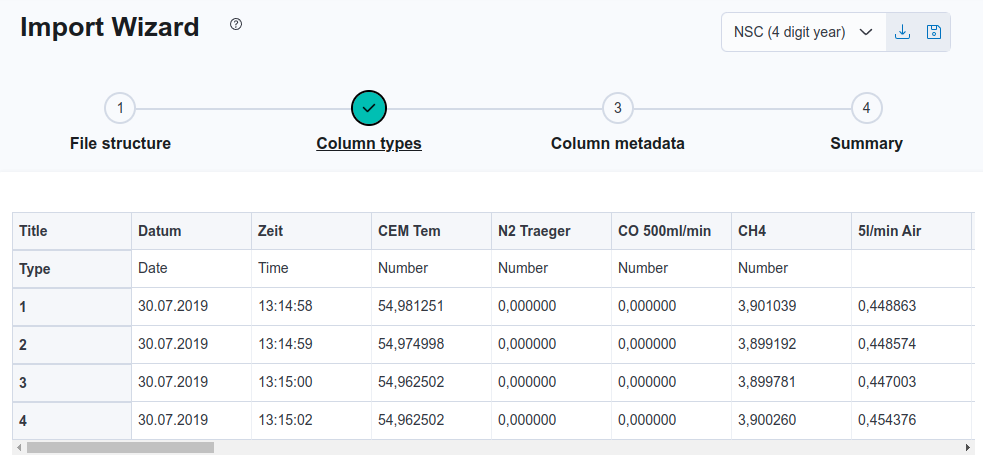 Import Wizard
NSC (4 digit year)
1 3 4
File structure Column types Column metadata Summary
Title Datum Zeit CEM Tem N2 Traeger CO 500ml/min CH4 5l/min Air
Type Date Time Number Number Number Number
1 30.07.2019 13:14:58 54,981251 0,000000 0,000000 3,901039 0,448863
2 30.07.2019 13:14:59 54,974998 0,000000 0,000000 3,899192 0,448574
3 30.07.2019 13:15:00 54,962502 0,000000 0,000000 3,899781 0,447003
4 30.07.2019 13:15:02 54,962502 0,000000 0,000000 3,900260 0,454376